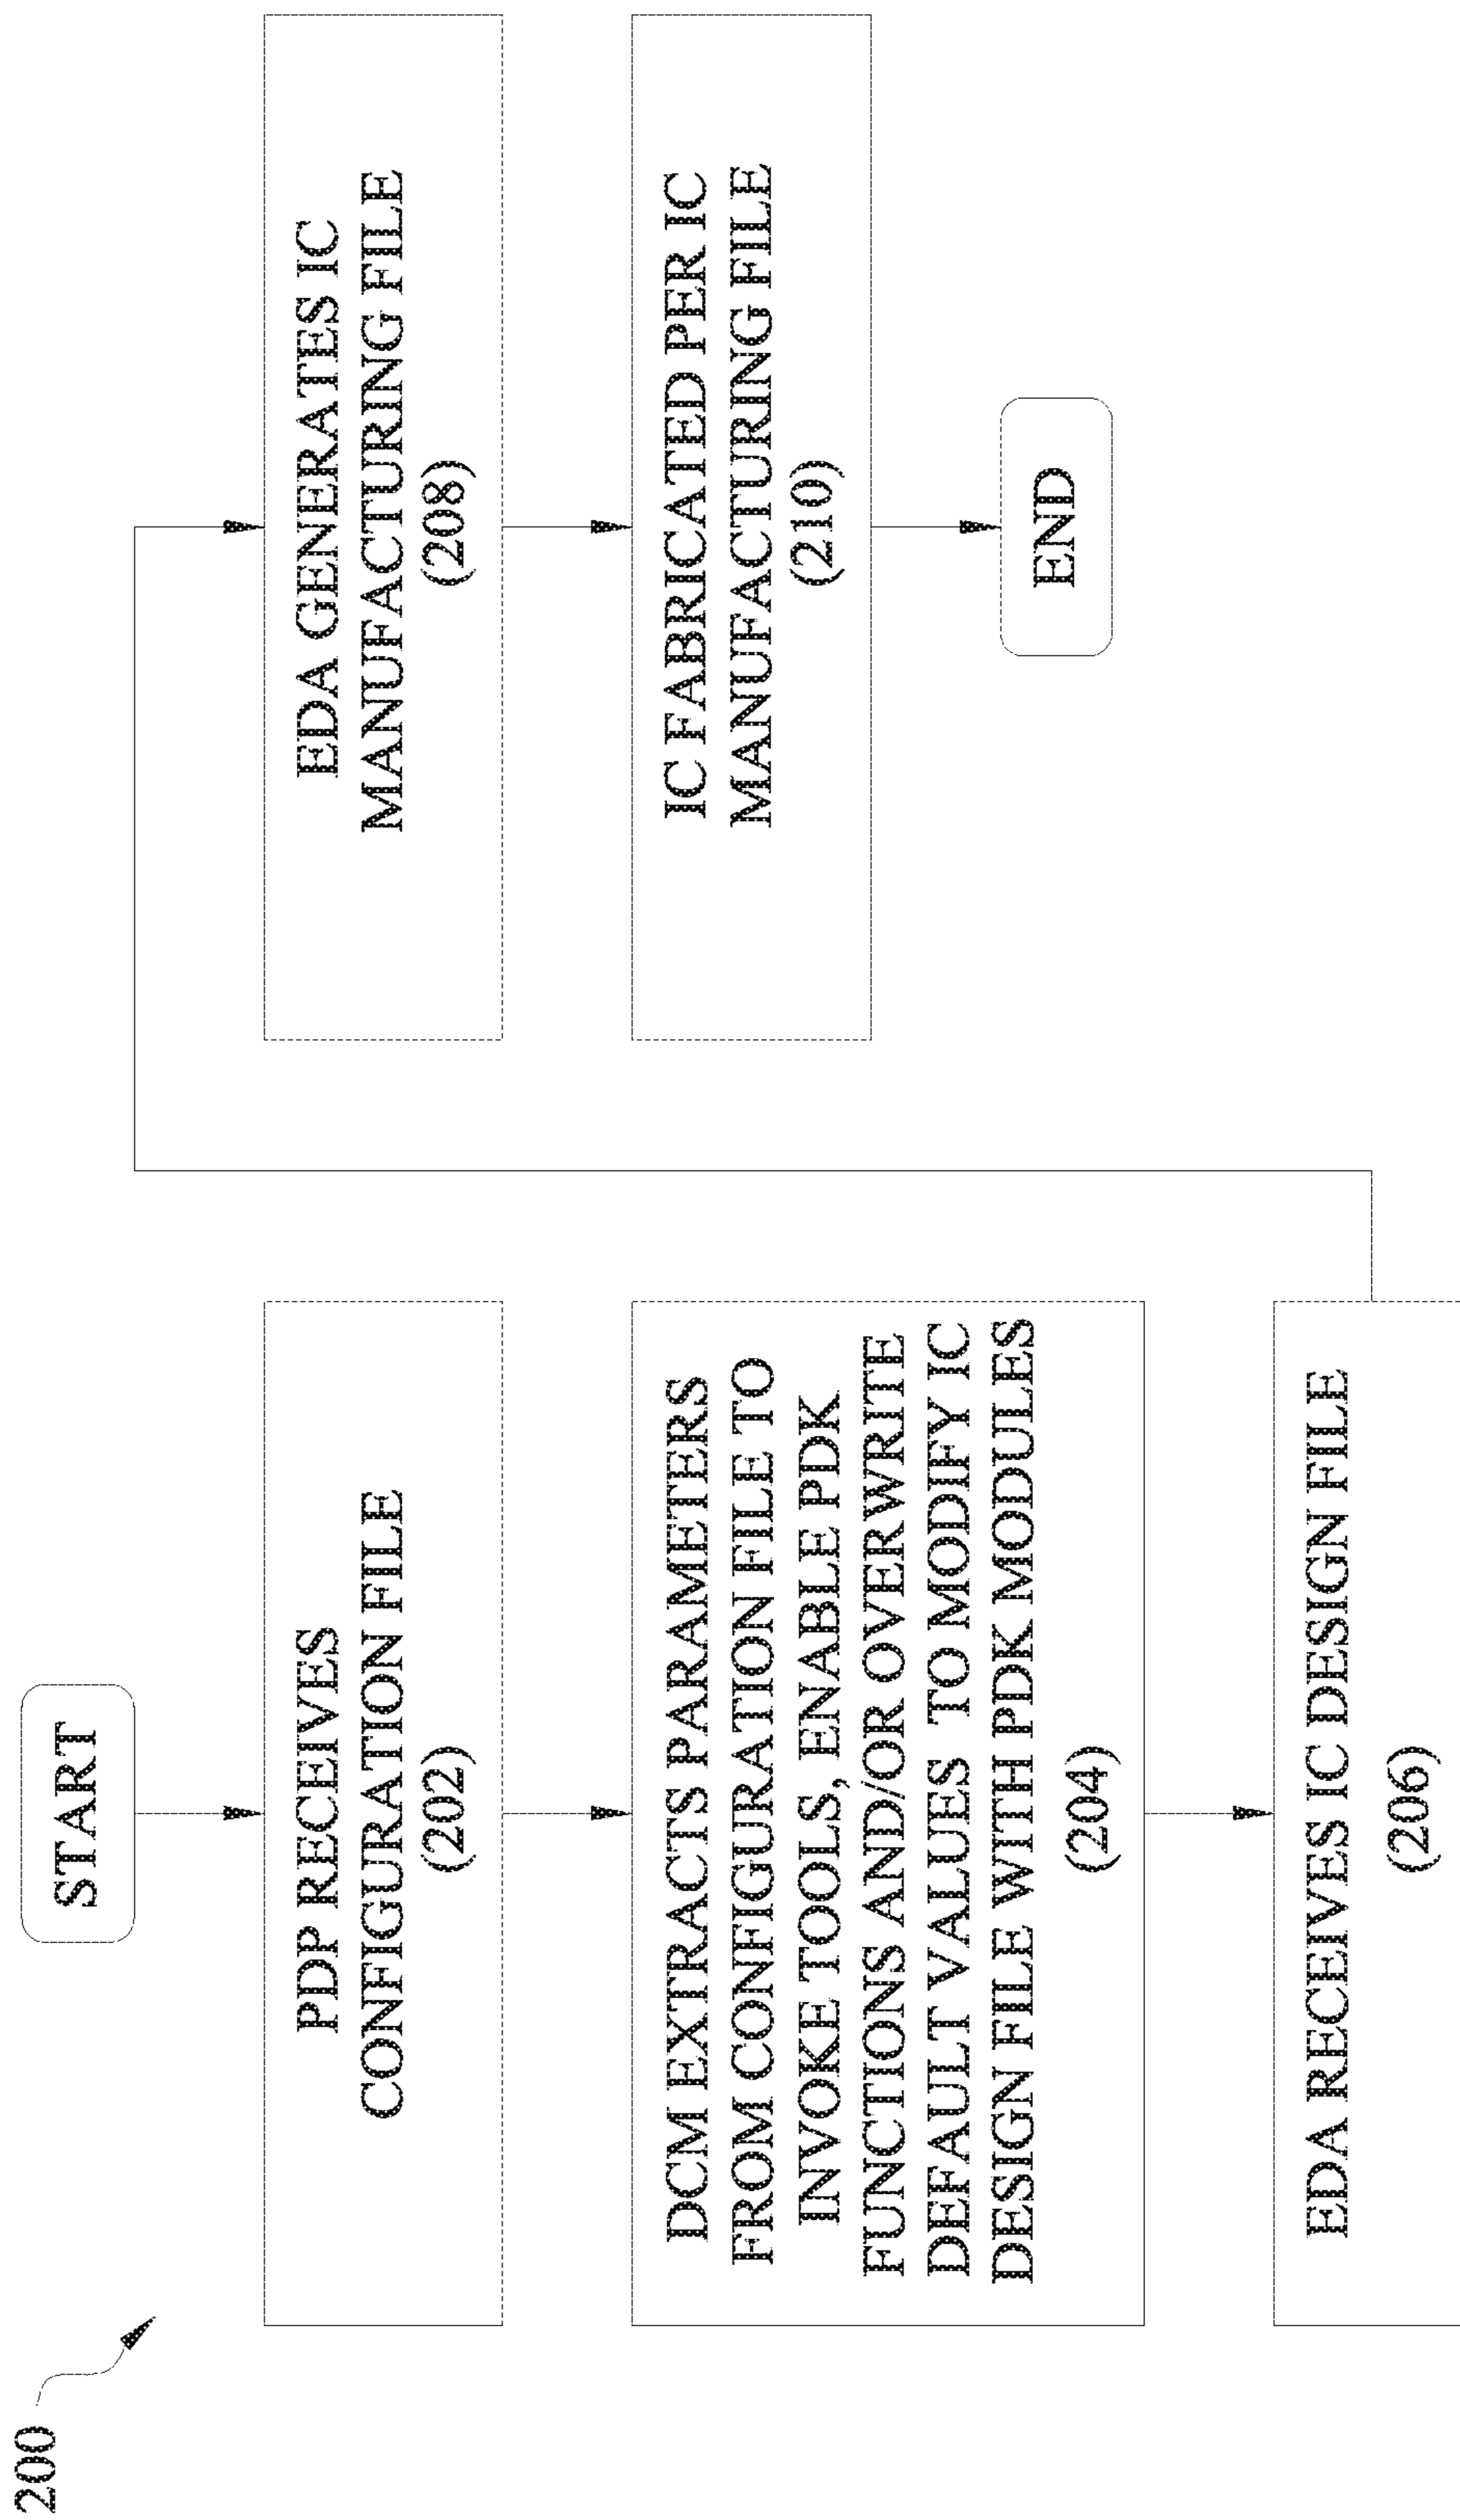 200
START
PDP RECEIVES
CONFIGURATION FILE
(202)
DCM EXTRACTS PARAMETERS
FROM CONFIGURATION FILE TO
INVOKE TOOLS, ENABLE PDK
FUNCTIONS AND/OR OVERWRITE
DEFAULT VALUES TO MODIFY IC
DESIGN FILE WITH PDK MODULES
(204)
EDA RECEIVES IC DESIGN FILE
(206)
EDA GENERATES IC
MANUFACTURING FILE
(208)
IC FABRICATED PER IC
MANUFACTURING FILE
(210)
END